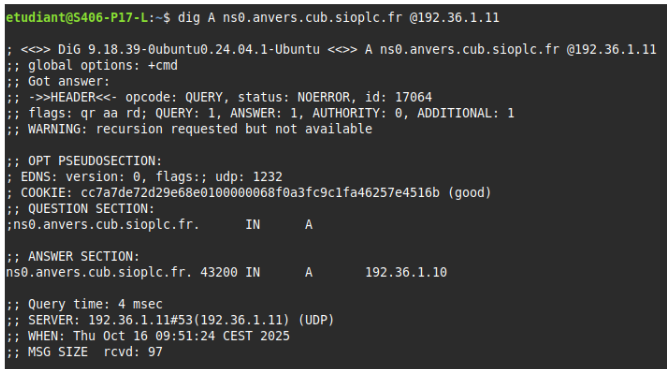 etudiant@S406-P17-L:~$ dig A ns0.anvers.cub.sioplc.fr @192.36.1.11
; <<>> DiG 9.18.39-0ubuntu0.24.04.1-Ubuntu <<>> A ns0.anvers.cub.sioplc.fr @192.36.1.11
;; global options: +cmd
;; Got answer:
;; ->>HEADER<<- opcode: QUERY, status: NOERROR, id: 17064
;; flags: qr aa rd; QUERY: 1, ANSWER: 1, AUTHORITY: 0, ADDITIONAL: 1
;; WARNING: recursion requested but not available
;; OPT PSEUDOSECTION:
; EDNS: version: 0, flags:; udp: 1232
; COOKIE: cc7a7de72d29e68e0100000068f0a3fc9c1fa46257e4516b (good)
;; QUESTION SECTION:
;ns0.anvers.cub.sioplc.fr. IN A
;; ANSWER SECTION:
ns0.anvers.cub.sioplc.fr. 43200 IN A 192.36.1.10
;; Query time: 4 msec
;; SERVER: 192.36.1.11#53(192.36.1.11) (UDP)
;; WHEN: Thu Oct 16 09:51:24 CEST 2025
;; MSG SIZE rcvd: 97